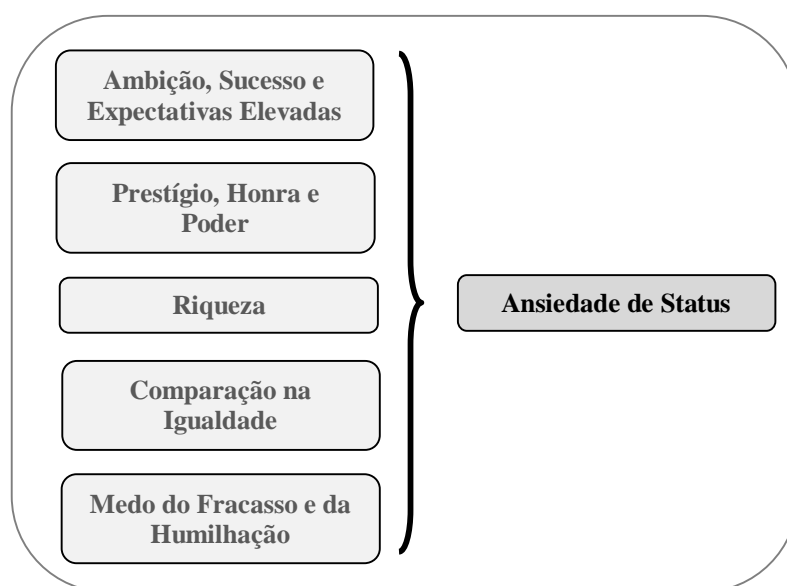 Ambição, Sucesso e
Expectativas Elevadas
Prestígio, Honra e
Poder
Riqueza
Comparação na
Igualdade
Medo do Fracasso e da
Humilhação
Ansiedade de Status